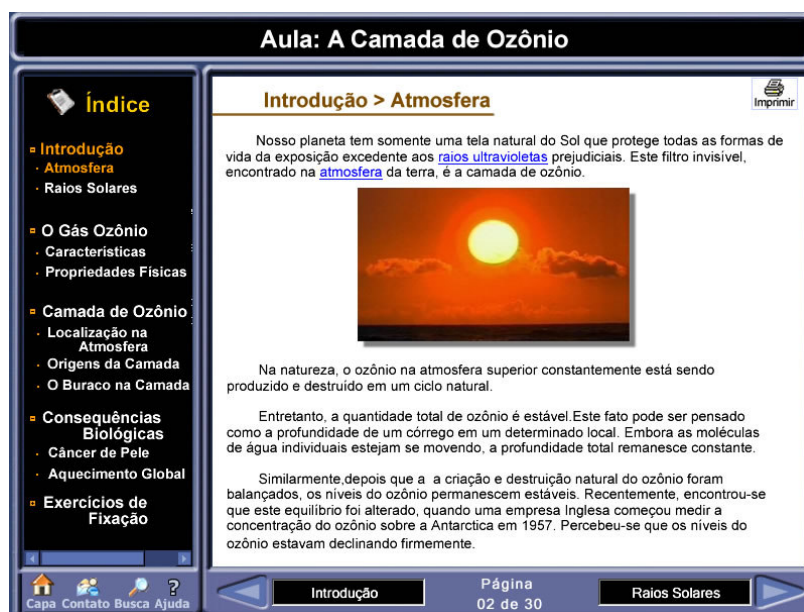 Aula: A Camada de Ozônio
Índice
Introdução
Atmosfera
Raios Solares
O Gás Ozônio
Características
Propriedades Físicas
Camada de Ozônio
Localização na
Atmosfera
Origens da Camada
O Buraco na Camada
Consequências
Biológicas
Câncer de Pele
Aquecimento Global
Exercícios de
Fixação
Capa Contato Busca Ajuda
Introdução > Atmosfera
Imprimir
Nosso planeta tem somente uma tela natural do Sol que protege todas as formas de
vida da exposição excedente aos raios ultravioletas prejudiciais. Este filtro invisível,
encontrado na atmosfera da terra, é a camada de ozônio.
Na natureza, o ozônio na atmosfera superior constantemente está sendo
produzido e destruído em um ciclo natural.
Entretanto, a quantidade total de ozônio é estável.Este fato pode ser pensado
como a profundidade de um córrego em um determinado local. Embora as moléculas
de água individuais estejam se movendo, a profundidade total remanesce constante.
Similarmente,depois que a  a criação e destruição natural do ozônio foram
balançados, os níveis do ozônio permanescem estáveis. Recentemente, encontrou-se
que este equilíbrio foi alterado, quando uma empresa Inglesa começou medir a
concentração do ozônio sobre a Antarctica em 1957. Percebeu-se que os níveis do
ozônio estavam declinando firmemente.
Introdução
Página
02 de 30
Raios Solares